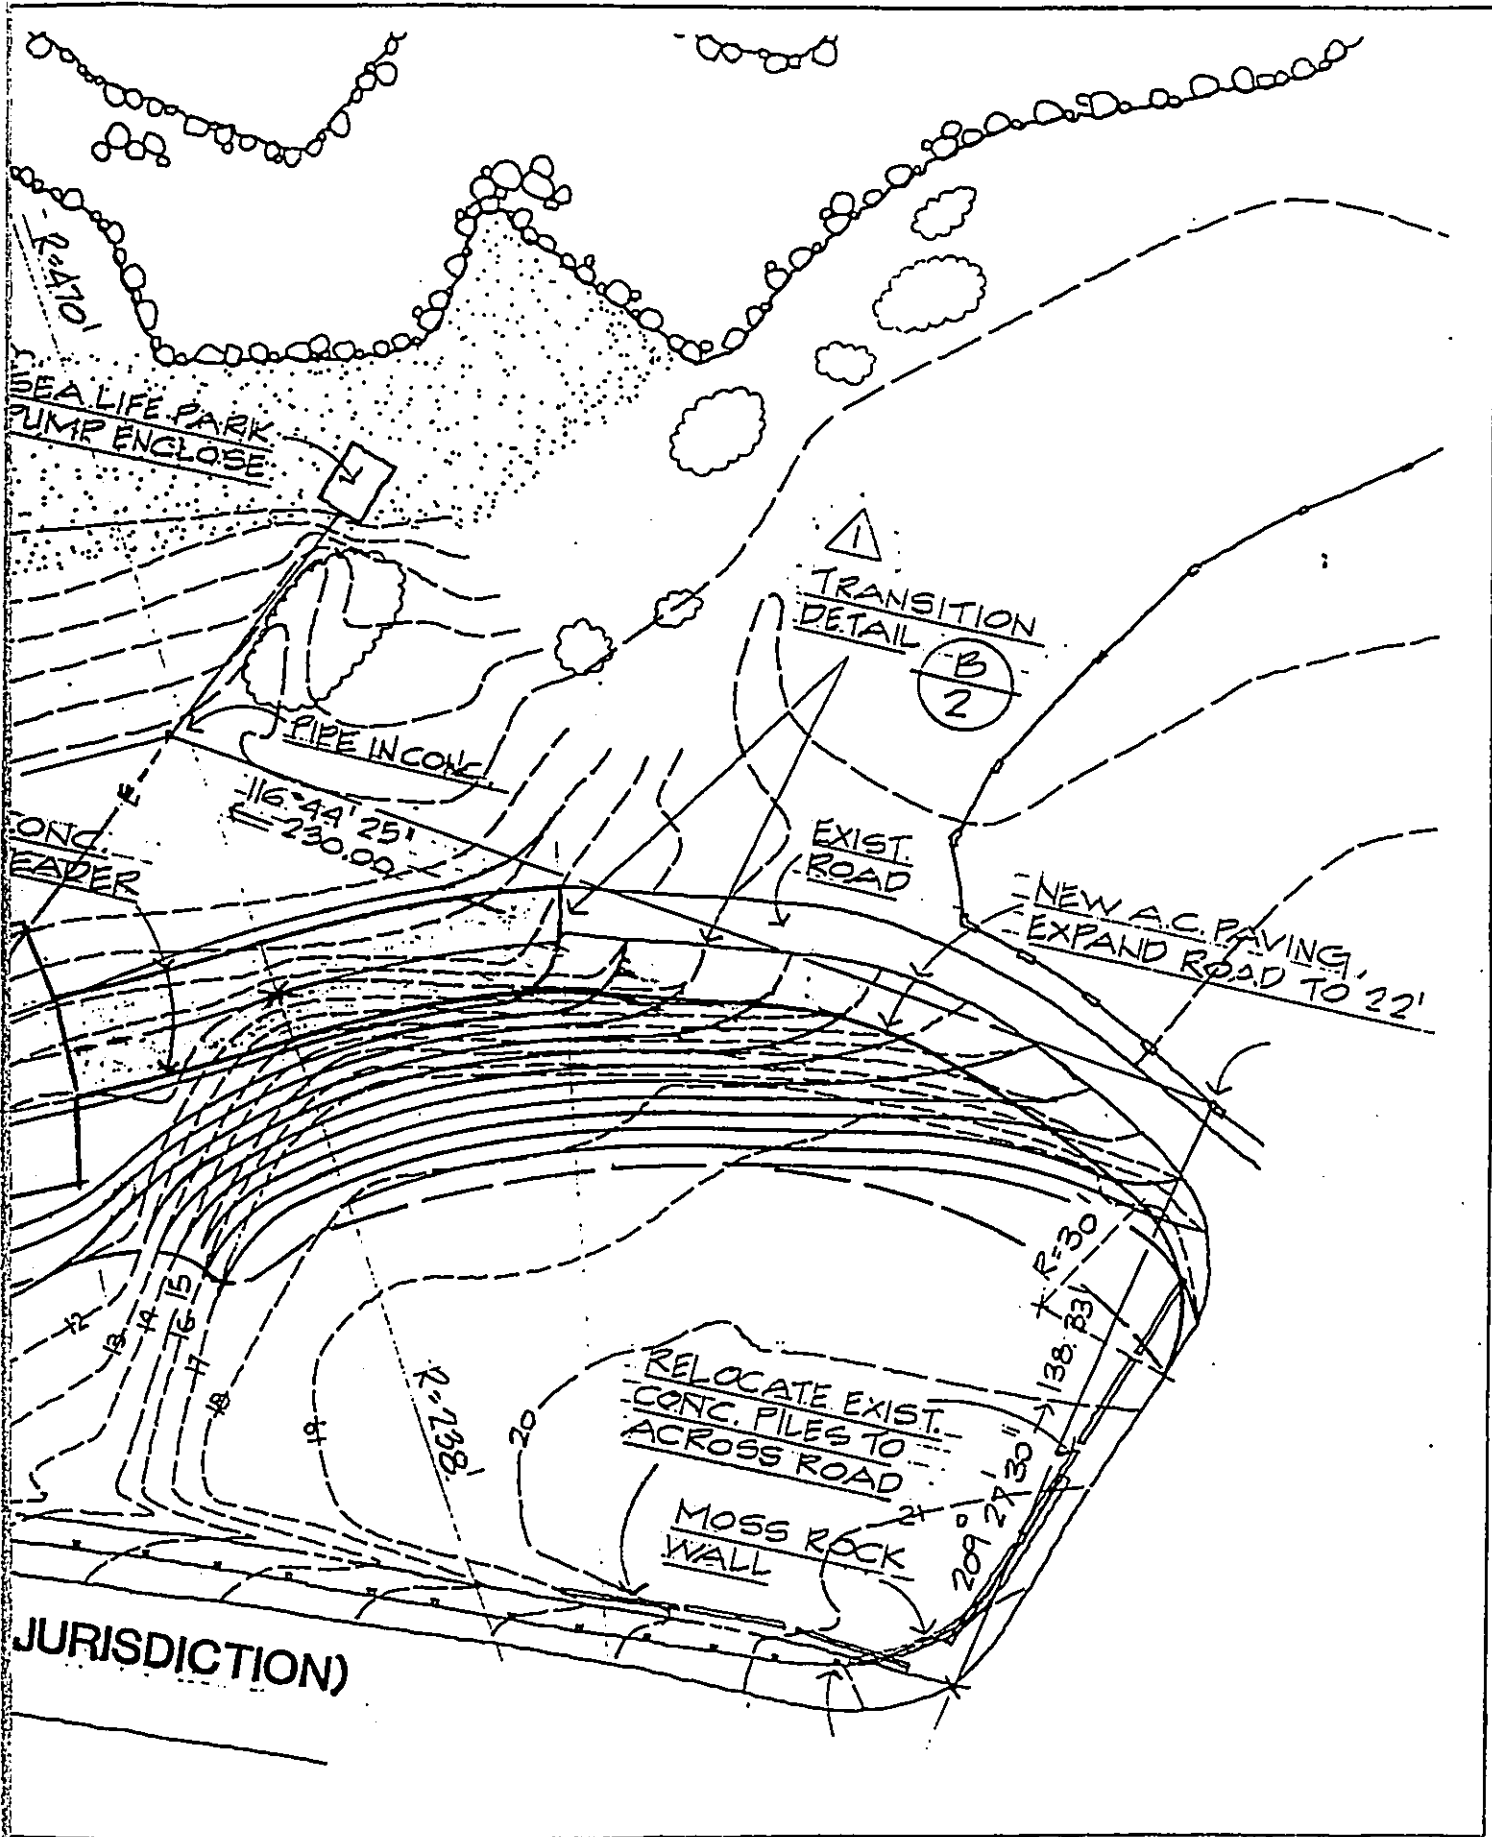 R=470'
SEA LIFE PARK
PUMP ENCLOSE
1
TRANSITION
DETAIL
B
2
PIPE IN CONC.
116°44'25"
230.00
CONC.
EADER
EXIST.
ROAD
NEW A.C. PAVING,
EXPAND ROAD TO 22'
E
R=30
12
13
14
15
16
17
18
19
20
21
R=238'
RELOCATE EXIST.
CONC. PILES TO
ACROSS ROAD
MOSS ROCK
WALL
209° 27' 30"
138.83
JURISDICTION)